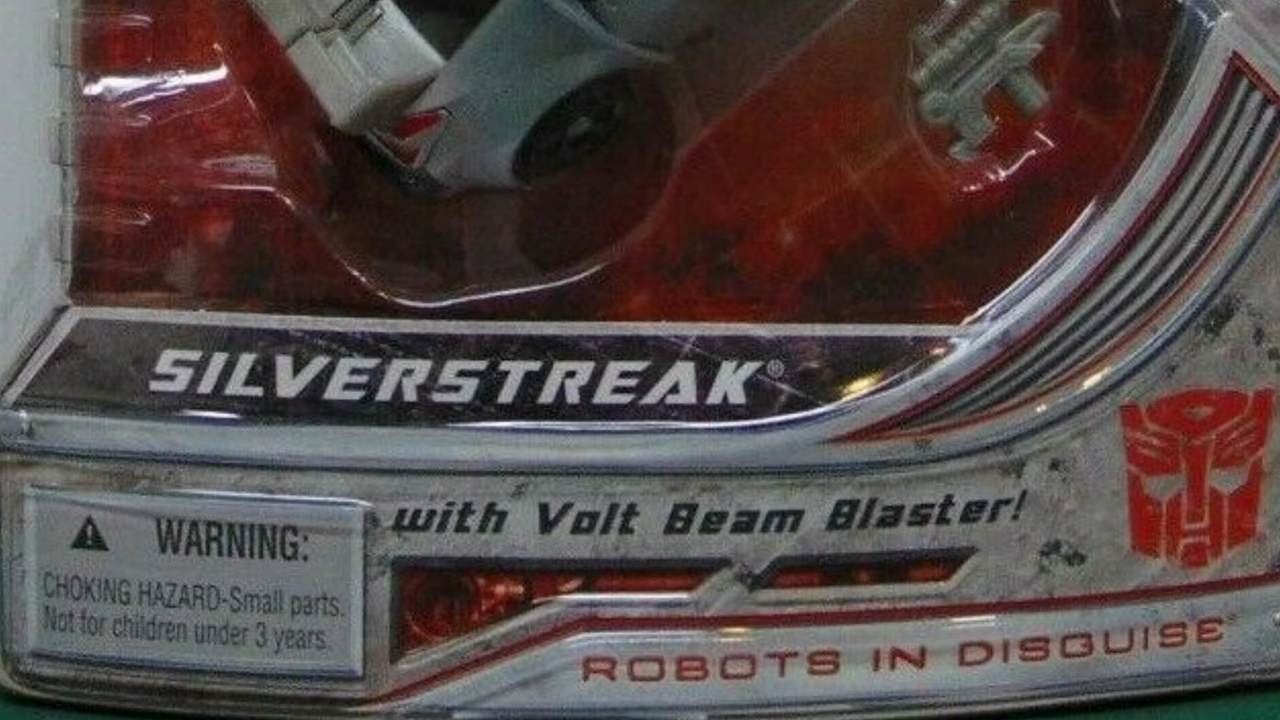 SILVERSTREAK®
with Volt Beam Blaster!
WARNING:
CHOKING HAZARD-Small parts.
Not for children under 3 years.
ROBOTS IN DISGUISE